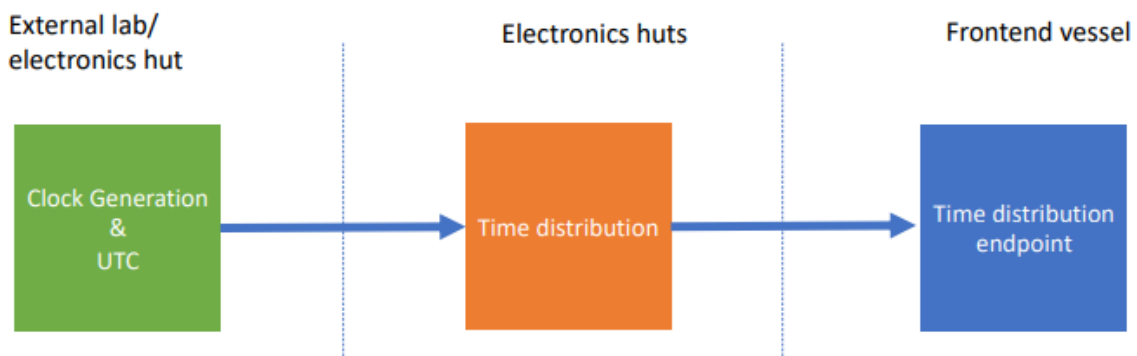 External lab/
electronics hut
Electronics huts
Frontend vessel
Clock Generation
&
UTC
Time distribution
Time distribution
endpoint